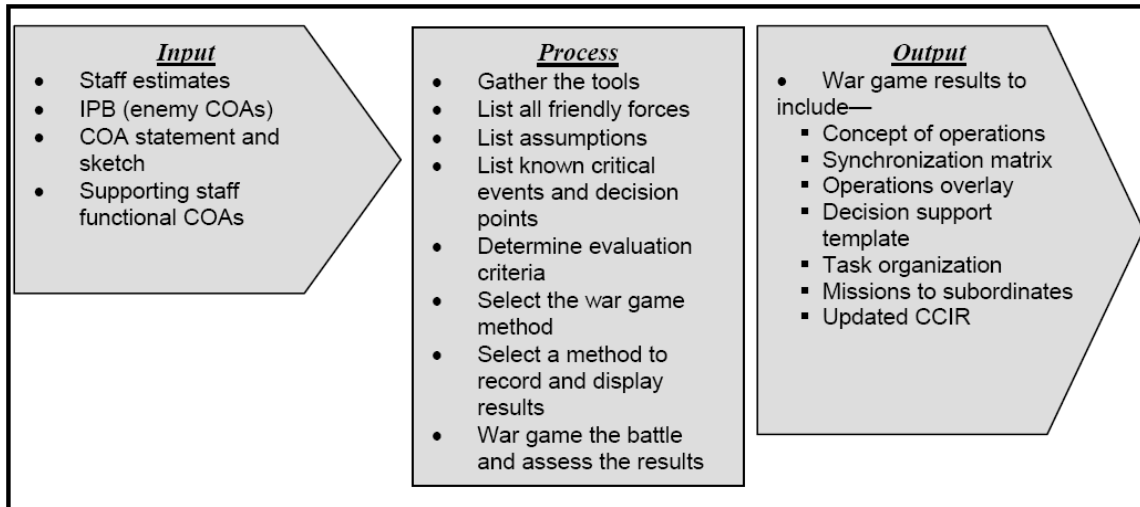 Input
• Staff estimates
• IPB (enemy COAs)
• COA statement and
sketch
• Supporting staff
functional COAs
Process
• Gather the tools
• List all friendly forces
• List assumptions
• List known critical
events and decision
points
• Determine evaluation
criteria
• Select the war game
method
• Select a method to
record and display
results
• War game the battle
and assess the results
Output
• War game results to
include—
▪ Concept of operations
▪ Synchronization matrix
▪ Operations overlay
▪ Decision support
template
▪ Task organization
▪ Missions to subordinates
▪ Updated CCIR